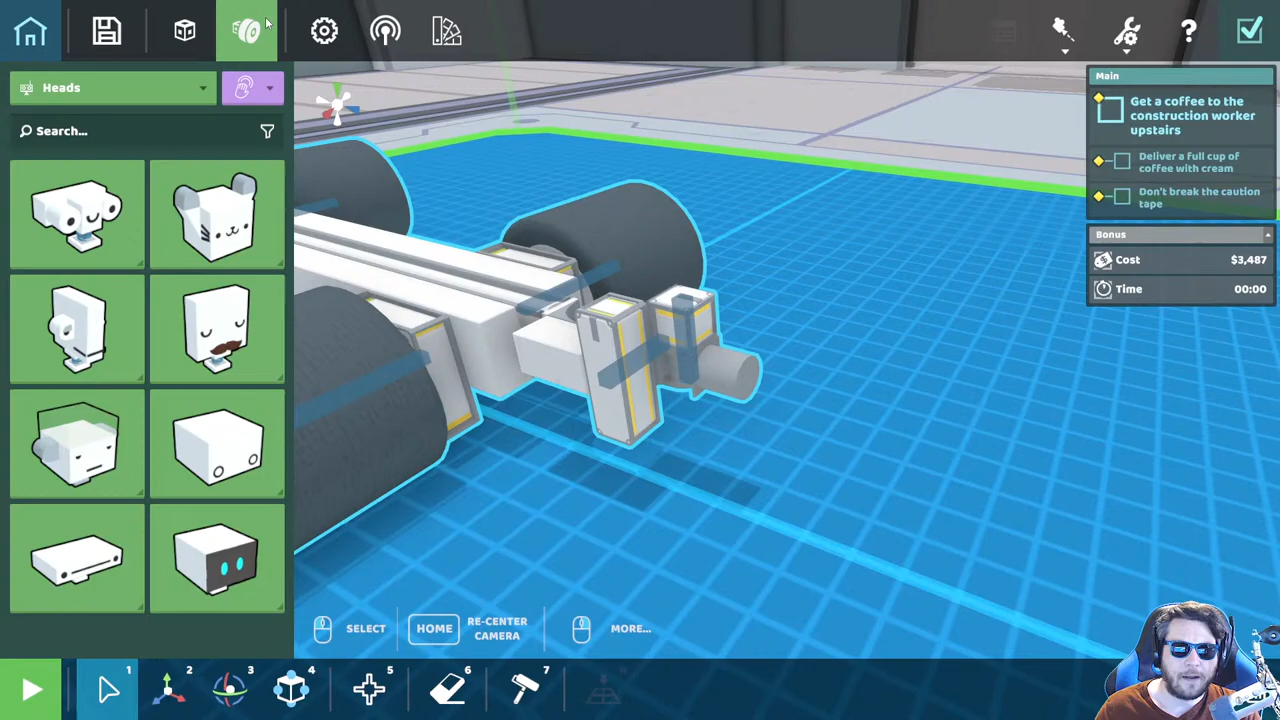 Heads
Search...
Main
Get a coffee to the
construction worker
upstairs
Deliver a full cup of
coffee with cream
Don't break the caution
tape
Bonus
Cost $3,487
Time 00:00
SELECT
HOME
RE-CENTER
CAMERA
MORE...
1
2
3
4
5
6
7